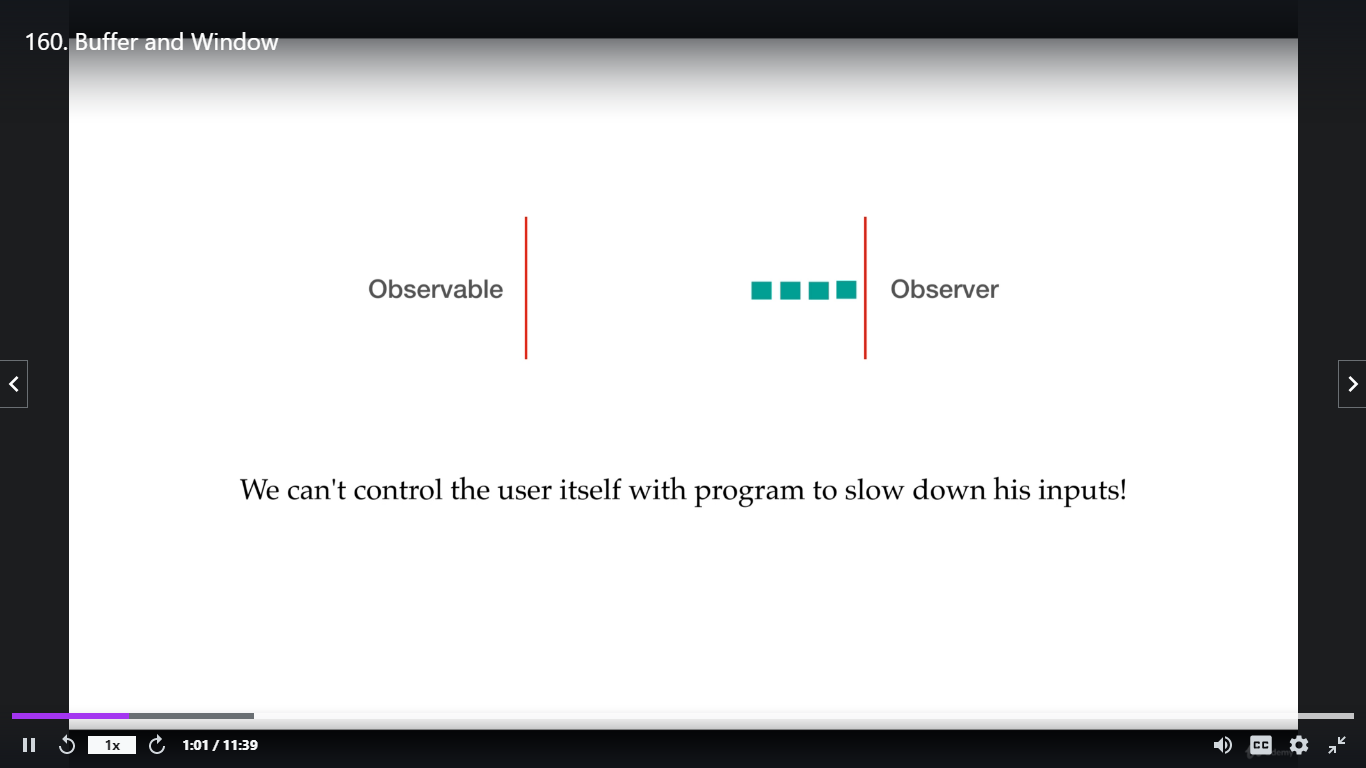 160. Buffer and Window
Observable
Observer
We can't control the user itself with program to slow down his inputs!
1x
1:01 / 11:39
CC